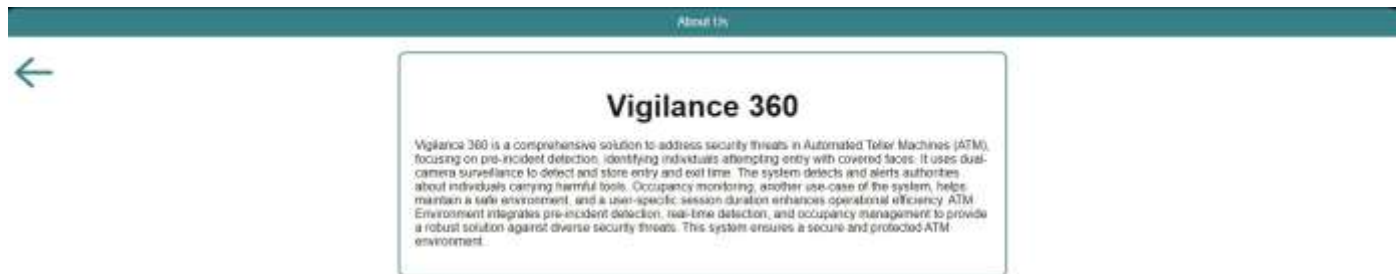 About Us
Vigilance 360
Vigilance 360 is a comprehensive solution to address security threats in Automated Teller Machines (ATM),
focusing on pre-incident detection, identifying individuals attempting entry with covered faces. It uses dual-
camera surveillance to detect and store entry and exit time. The system detects and alerts authorities
about individuals carrying harmful tools. Occupancy monitoring, another use-case of the system, helps
maintain a safe environment, and a user-specific session duration enhances operational efficiency. ATM
Environment integrates pre-incident detection, real-time detection, and occupancy management to provide
a robust solution against diverse security threats. This system ensures a secure and protected ATM
environment.